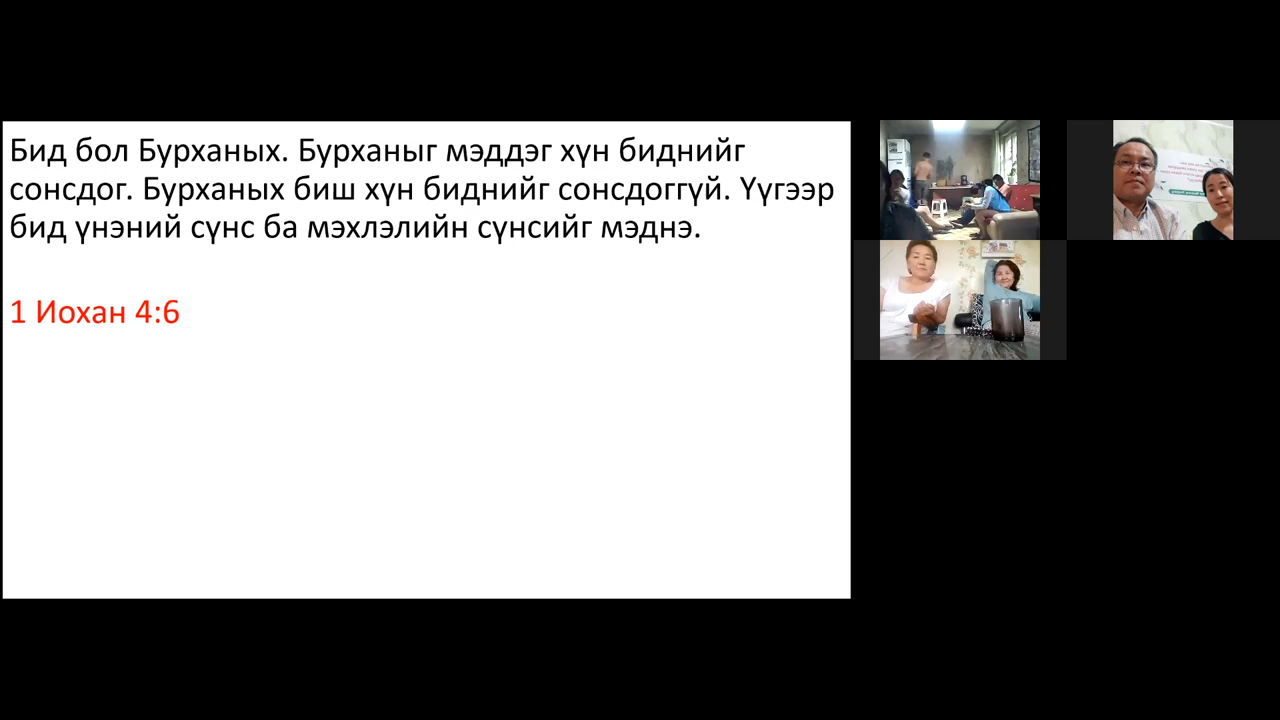 Бид бол Бурханых. Бурханыг мэддэг хүн биднийг
сонсдог. Бурханых биш хүн биднийг сонсдоггүй. Үүгээр
бид үнэний сүнс ба мэхлэлийн сүнсийг мэднэ.
1 Иохан 4:6